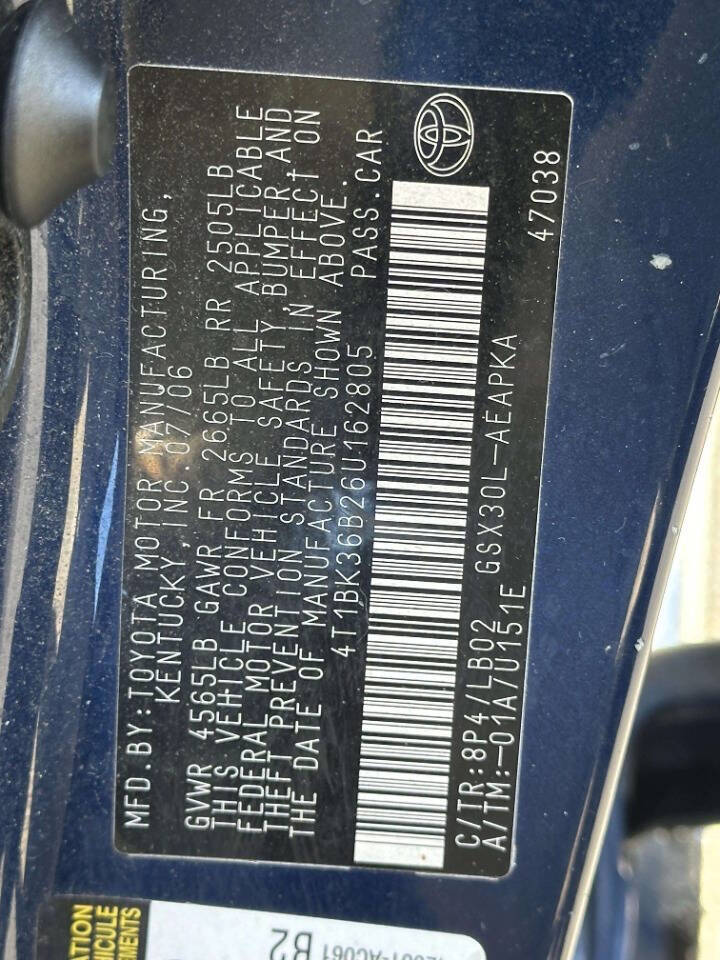 MFD.BY:TOYOTA MOTOR MANUFACTURING,
KENTUCKY,INC.07/06
GVWR 4565LB GAWR FR 2665LB RR 2505LB
THIS VEHICLE CONFORMS TO ALL APPLICABLE
FEDERAL MOTOR VEHICLE SAFETY, BUMPER,AND
THEFT PREVENTION STANDARDS IN EFFECT ON
THE DATE OF MANUFACTURE SHOWN ABOVE.
4T1BK36B26U162805 PASS.CAR
C/TR:8P4/LB02 GSX30L-AEAPKA 47038
A/TM:-01A7U151E
B2